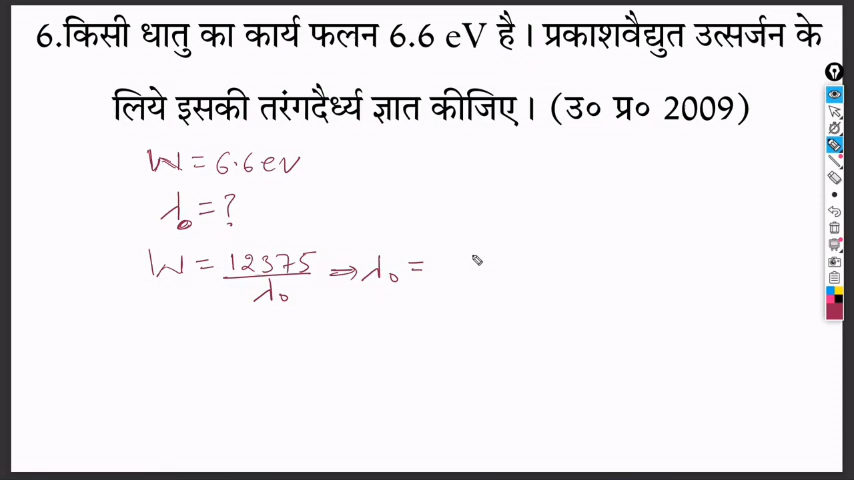 6.किसी धातु का कार्य फलन 6.6 eV है। प्रकाशवैद्युत उत्सर्जन के
लिये इसकी तरंगदैर्ध्य ज्ञात कीजिए। (उ० प्र० 2009)
W = 6.6 ev
λ₀ = ?
W = 12375/λ₀ ⇒ λ₀ =